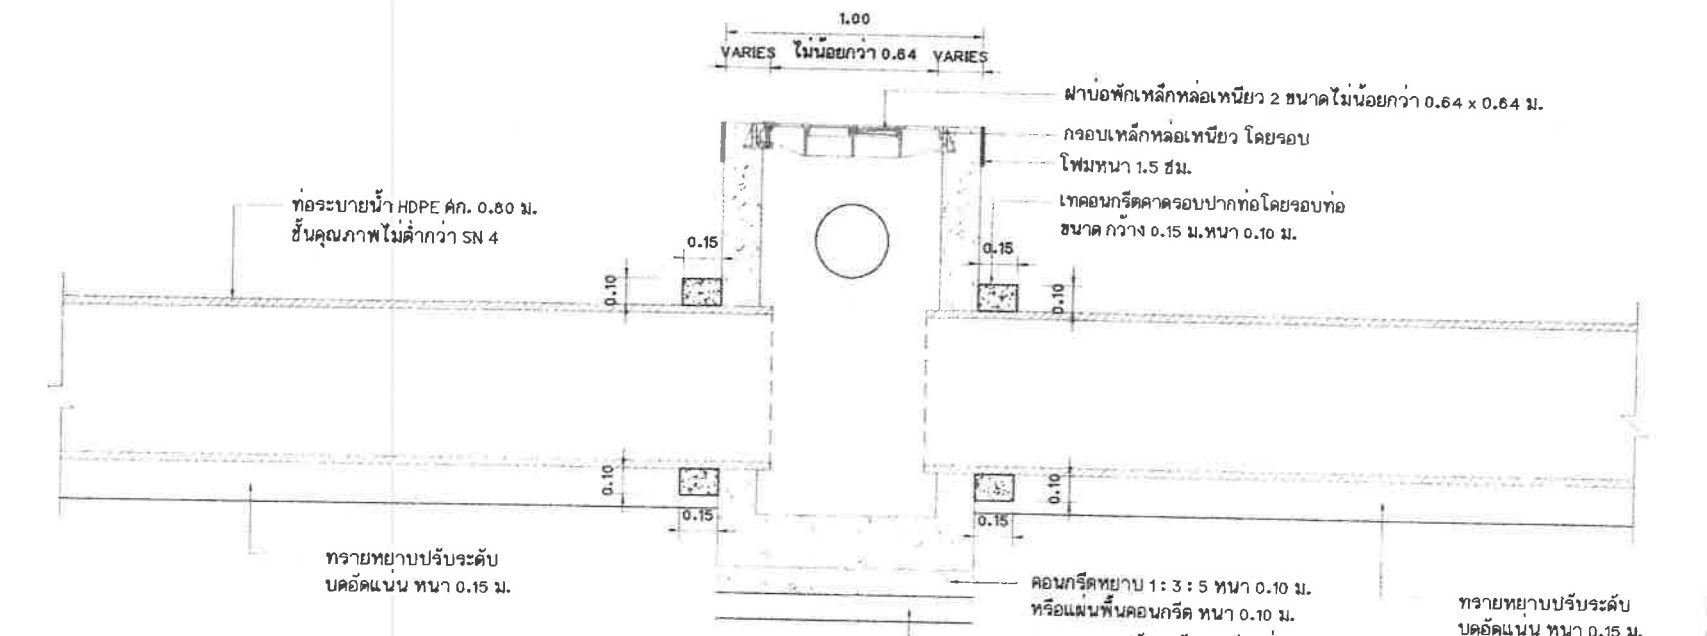 1.00
VARIES ไม่น้อยกว่า 0.64 VARIES
ฝาบ่อพักเหล็กหล่อเหนียว 2 ขนาดไม่น้อยกว่า 0.64 x 0.64 ม.
กรอบเหล็กหล่อเหนียว โดยรอบ
โฟมหนา 1.5 ซม.
ท่อระบายน้ำ HDPE ศก. 0.60 ม.
ชั้นคุณภาพไม่ต่ำกว่า SN 4
เทคอนกรีตคาดรอบปากท่อโดยรอบท่อ
ขนาด กว้าง 0.15 ม.หนา 0.10 ม.
0.15
0.15
0.10
0.10
0.10
0.10
0.15
0.15
ทรายหยาบปรับระดับ
บดอัดแน่น หนา 0.15 ม.
คอนกรีตหยาบ 1 : 3 : 5 หนา 0.10 ม.
หรือแผ่นพื้นคอนกรีต หนา 0.10 ม.
ทรายหยาบปรับระดับ
บดอัดแน่น หนา 0.15 ม.